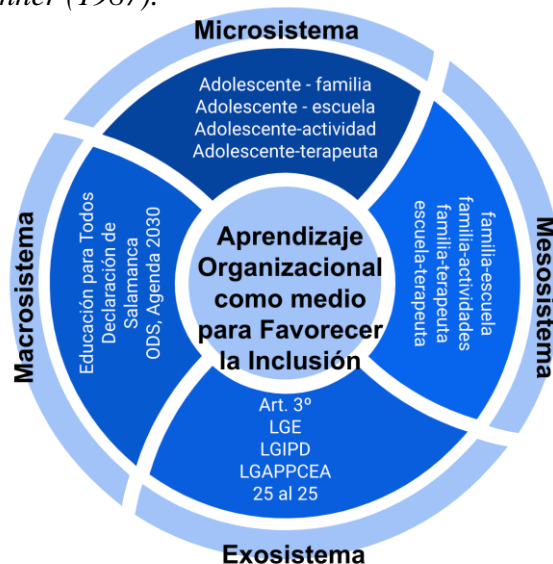 (1987).
Microsistema
Adolescente - familia
Adolescente - escuela
Adolescente-actividad
Adolescente-terapeuta
Mesosistema
familia-escuela
familia-actividades
familia-terapeuta
escuela-terapeuta
Aprendizaje
Organizacional
como medio
para Favorecer
la Inclusión
Macrosistema
Educación para Todos
Declaración de
Salamanca
ODS, Agenda 2030
Art. 3º
LGE
LGIPD
LGAPPCEA
25 al 25
Exosistema